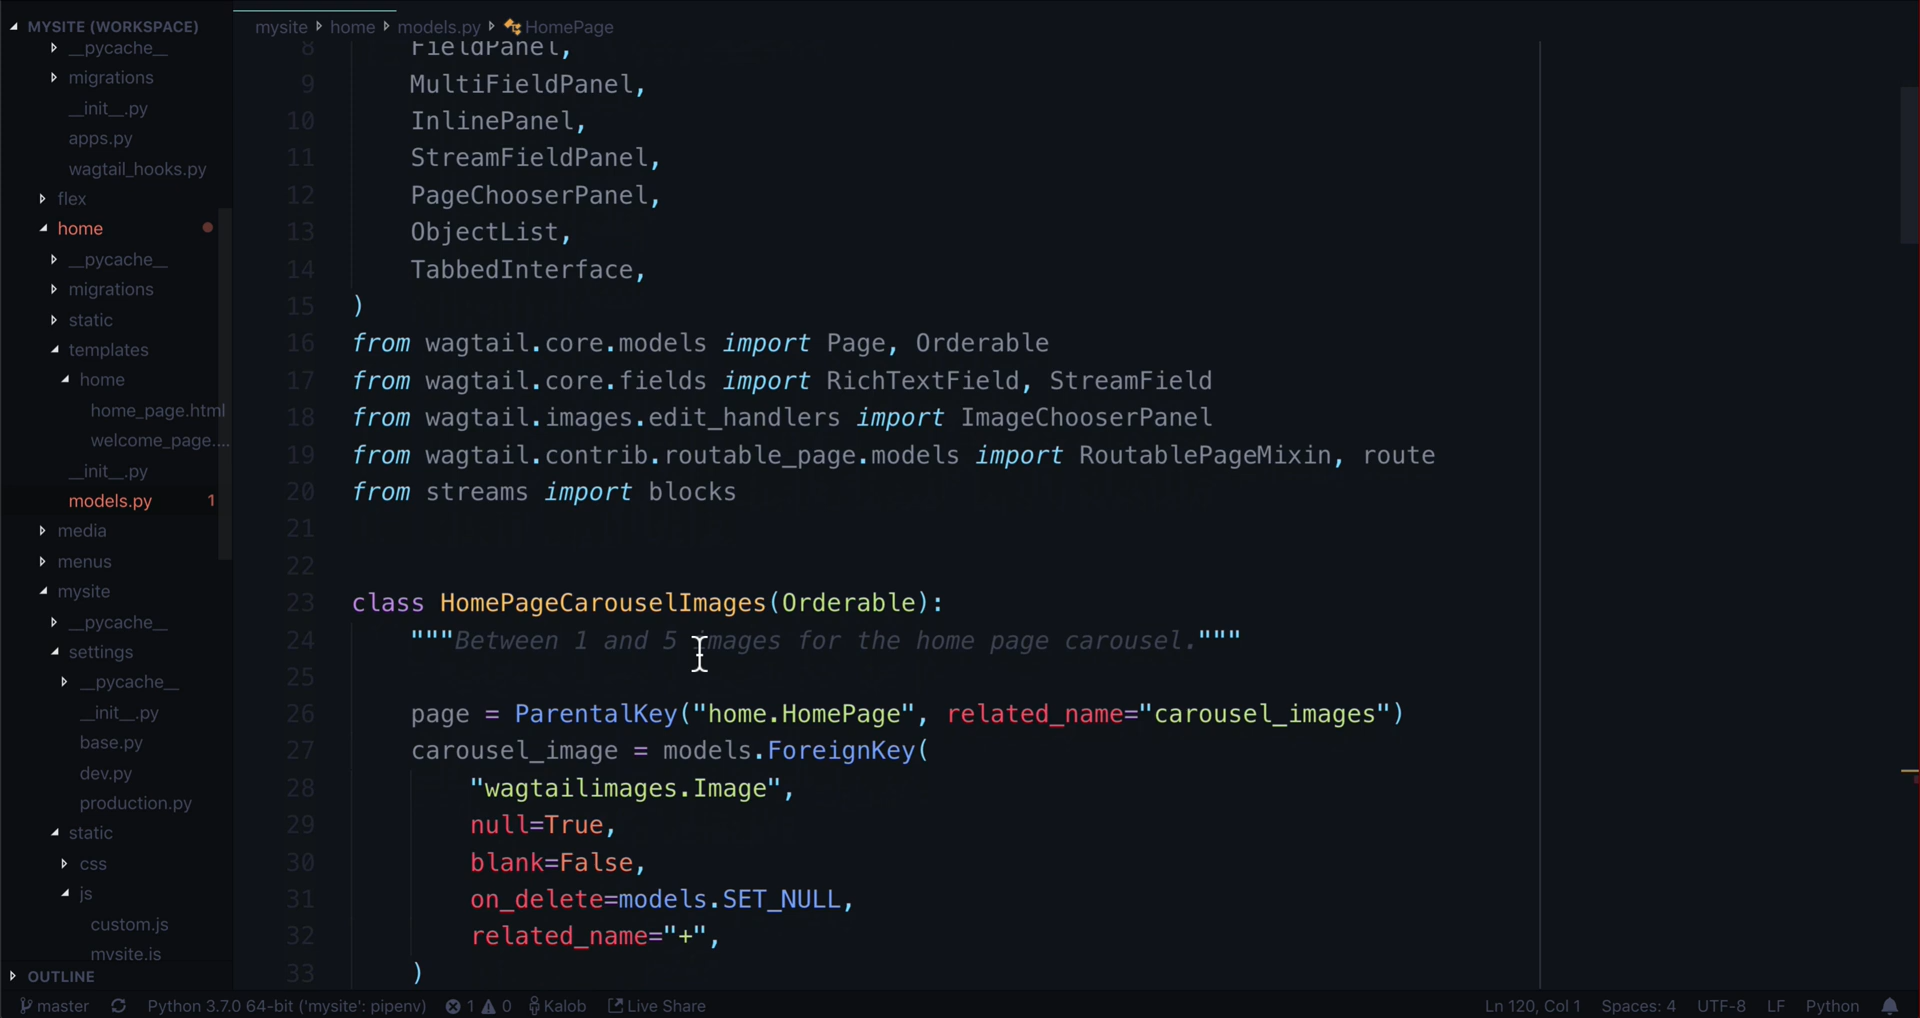 MYSITE (WORKSPACE)
__pycache__
migrations
__init__.py
apps.py
wagtail_hooks.py
flex
home
__pycache__
migrations
static
templates
home
home_page.html
welcome_page....
__init__.py
models.py 1
media
menus
mysite
__pycache__
settings
__pycache__
__init__.py
base.py
dev.py
production.py
static
css
js
custom.js
mysite.js
OUTLINE
mysite home models.py HomePage
8 FieldPanel,
9 MultiFieldPanel,
10 InlinePanel,
11 StreamFieldPanel,
12 PageChooserPanel,
13 ObjectList,
14 TabbedInterface,
15 )
16 from wagtail.core.models import Page, Orderable
17 from wagtail.core.fields import RichTextField, StreamField
18 from wagtail.images.edit_handlers import ImageChooserPanel
19 from wagtail.contrib.routable_page.models import RoutablePageMixin, route
20 from streams import blocks
21
22
23 class HomePageCarouselImages(Orderable):
24 """Between 1 and 5 images for the home page carousel."""
25
26 page = ParentalKey("home.HomePage", related_name="carousel_images")
27 carousel_image = models.ForeignKey(
28 "wagtailimages.Image",
29 null=True,
30 blank=False,
31 on_delete=models.SET_NULL,
32 related_name="+",
33 )
master Python 3.7.0 64-bit ('mysite': pipenv) 1 0 Kalob Live Share Ln 120, Col 1 Spaces: 4 UTF-8 LF Python